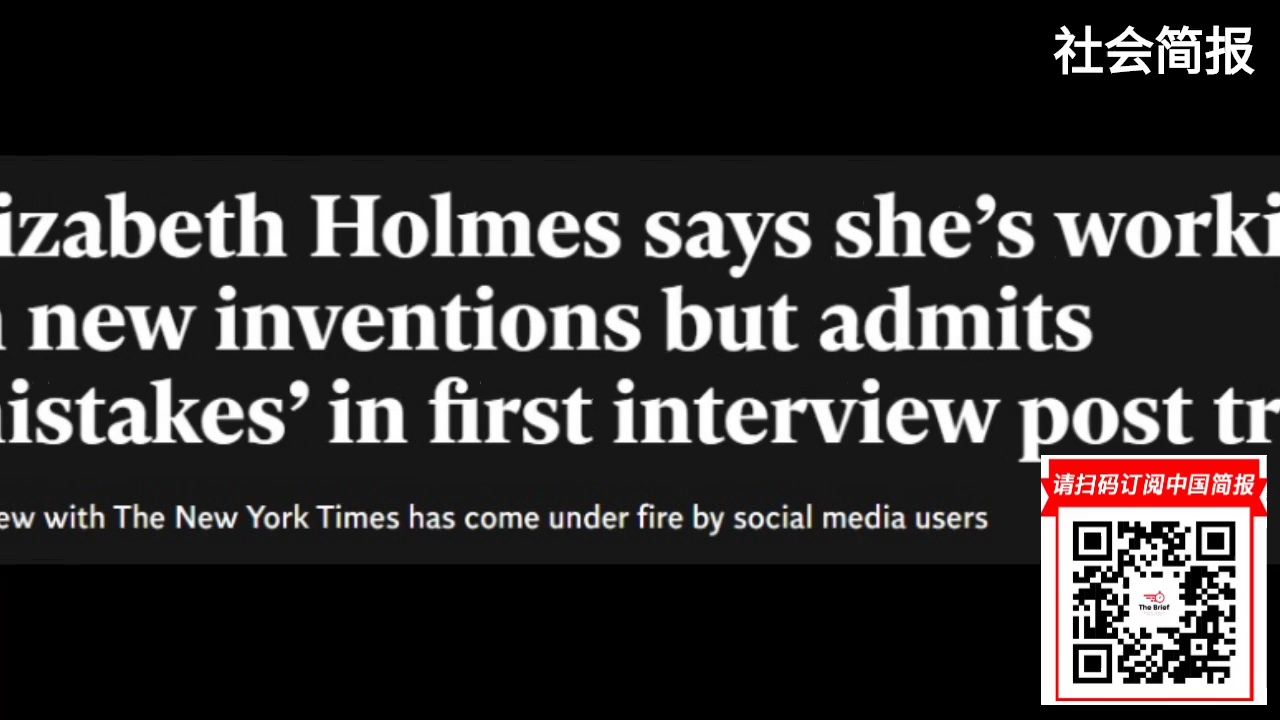 社会简报
izabeth Holmes says she’s worki
new inventions but admits
istakes’ in first interview post tr
ew with The New York Times has come under fire by social media users
请扫码订阅中国简报
The Brief